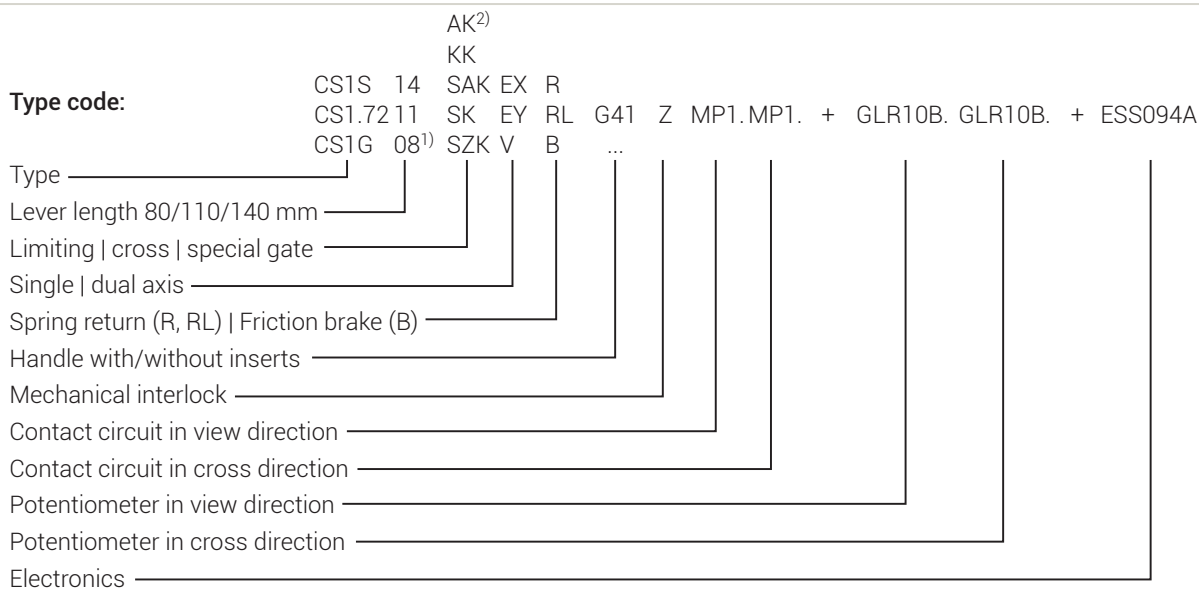 AK2)
KK
CS1S 14 SAK EX R
Type code: CS1.72 11 SK EY RL G41 Z MP1. MP1. + GLR10B. GLR10B. + ESS094A
CS1G 081) SZK V B ...
Type
Lever length 80/110/140 mm
Limiting | cross | special gate
Single | dual axis
Spring return (R, RL) | Friction brake (B)
Handle with/without inserts
Mechanical interlock
Contact circuit in view direction
Contact circuit in cross direction
Potentiometer in view direction
Potentiometer in cross direction
Electronics